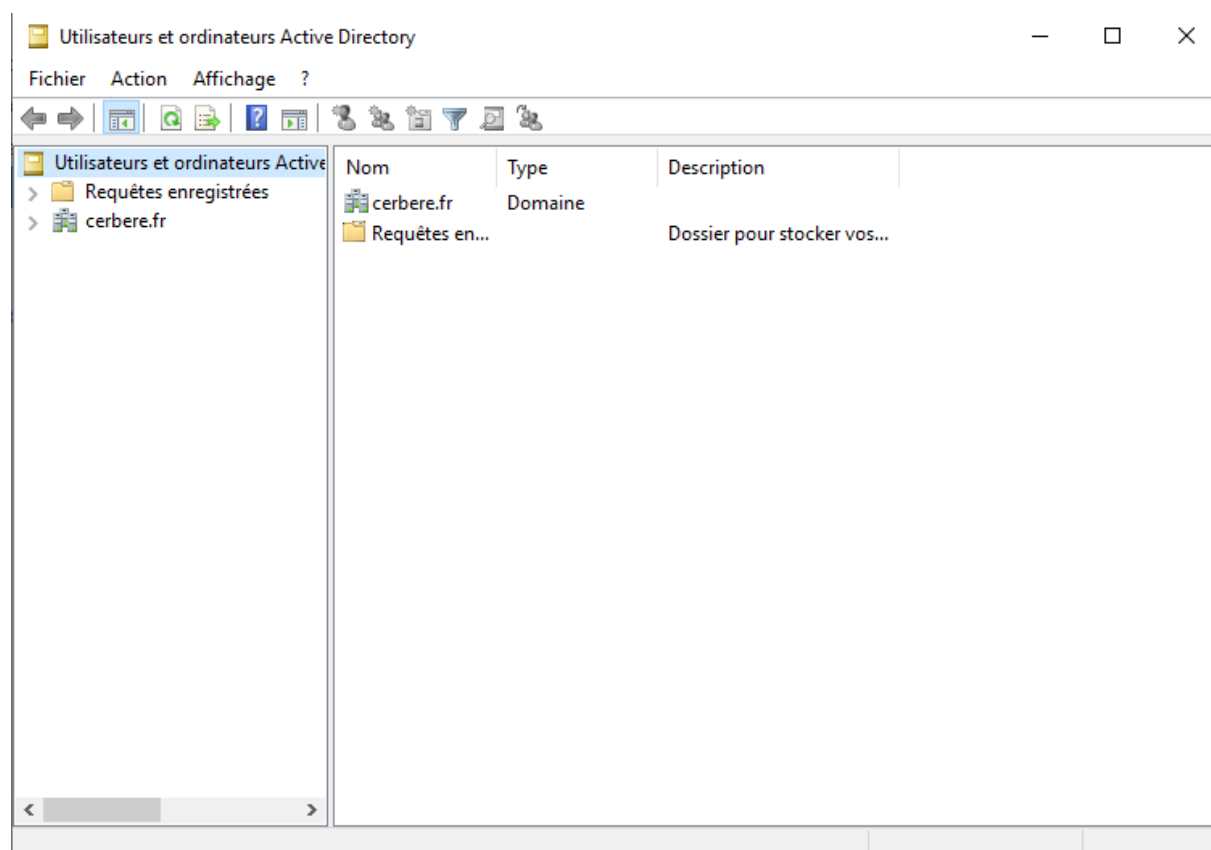 Utilisateurs et ordinateurs Active Directory
Fichier Action Affichage ?
Utilisateurs et ordinateurs Active
Requêtes enregistrées
cerbere.fr
Nom Type Description
cerbere.fr Domaine
Requêtes en... Dossier pour stocker vos...